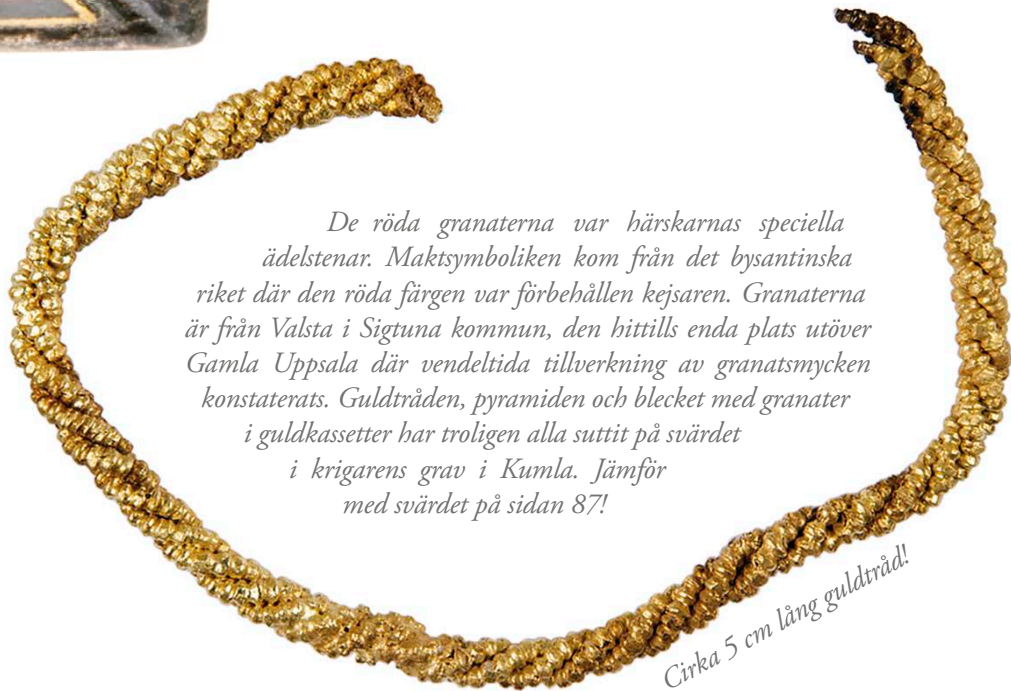 De röda granaterna var härskarnas speciella
ädelstenar. Maktsymboliken kom från det bysantinska
riket där den röda färgen var förbehållen kejsaren. Granaterna
är från Valsta i Sigtuna kommun, den hittills enda plats utöver
Gamla Uppsala där vendeltida tillverkning av granatsmycken
konstaterats. Guldtråden, pyramiden och blecket med granater
i guldkassetter har troligen alla suttit på svärdet
i krigarens grav i Kumla. Jämför
med svärdet på sidan 87!
Cirka 5 cm lång guldtråd!